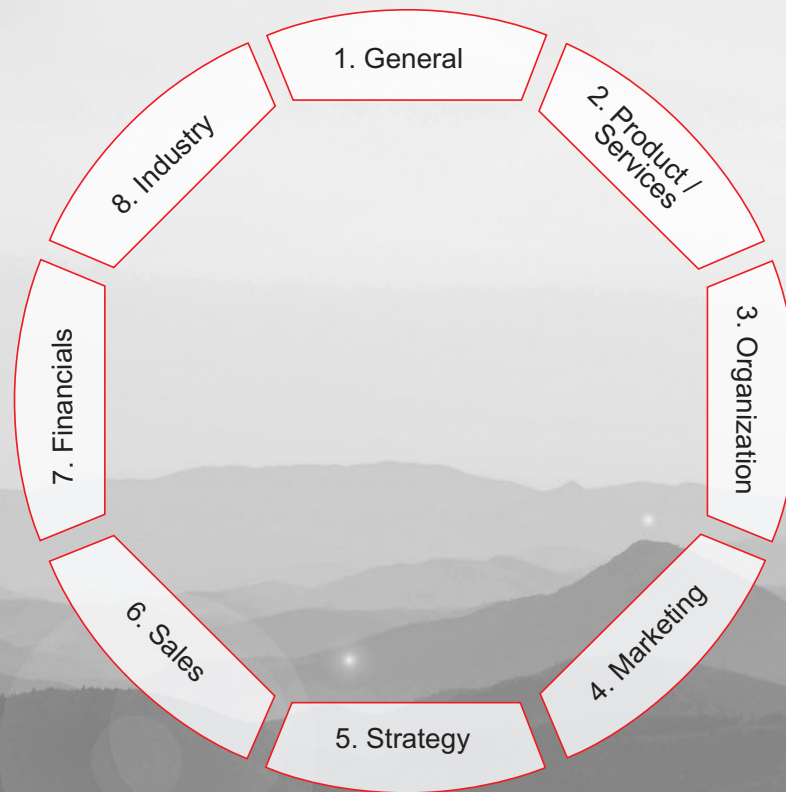 1. General
2. Product /
Services
3. Organization
4. Marketing
5. Strategy
6. Sales
7. Financials
8. Industry